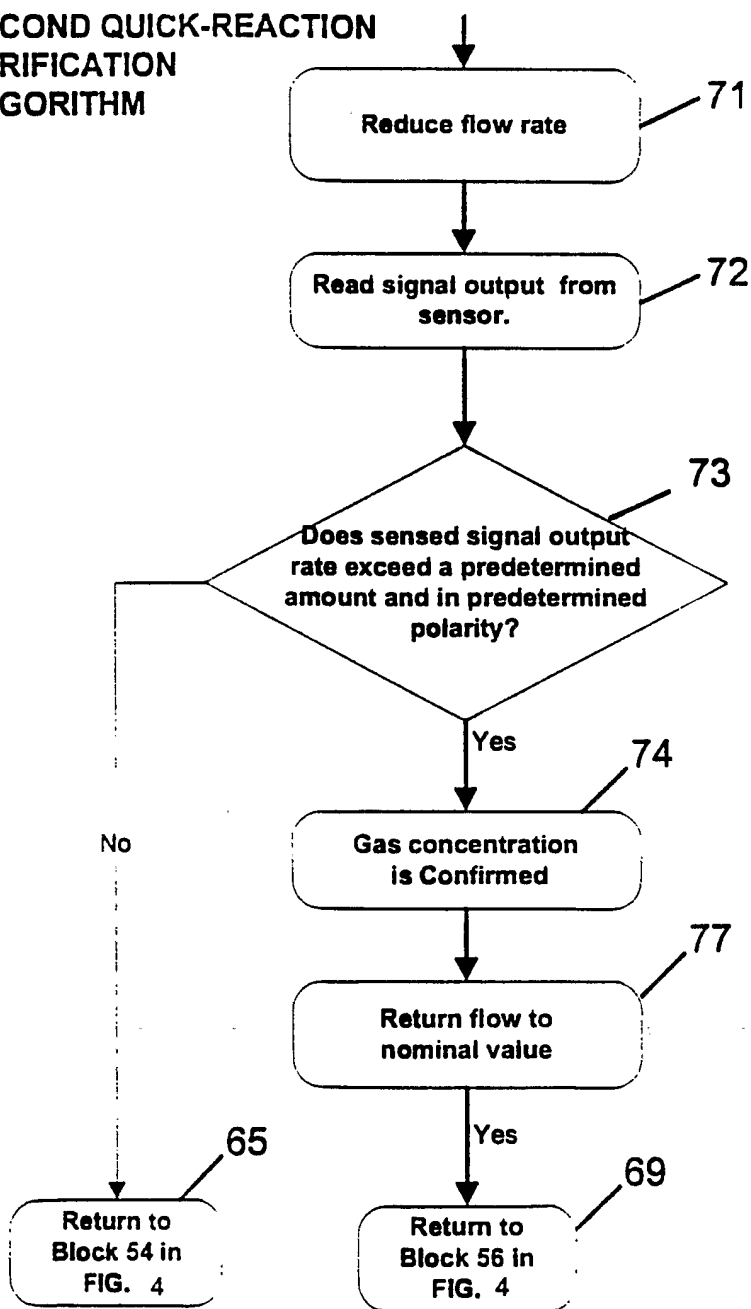 COND QUICK-REACTION
RIFICATION
GORITHM
71
Reduce flow rate
72
Read signal output from
sensor.
73
Does sensed signal output
rate exceed a predetermined
amount and in predetermined
polarity?
Yes
74
No
Gas concentration
is Confirmed
77
Return flow to
nominal value
Yes
65
69
Return to
Block 54 in
FIG. 4
Return to
Block 56 in
FIG. 4